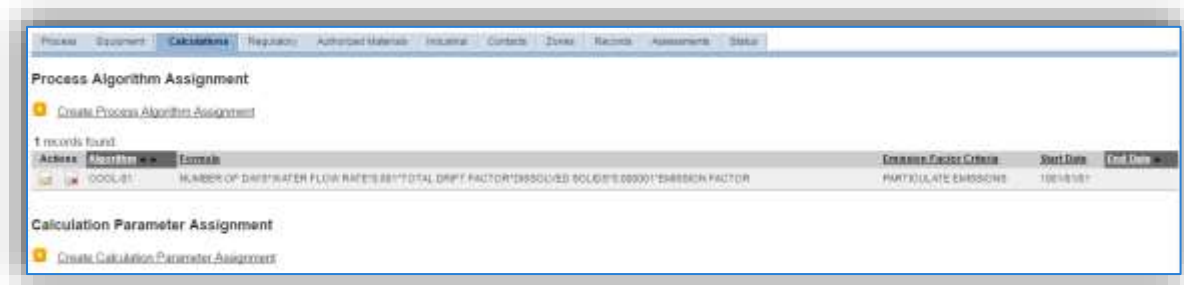 Process Equipment Calculations Regulatory Authorized Materials Industrial Contacts Zones Records Assessments Status
Process Algorithm Assignment
Create Process Algorithm Assignment
1 records found
Actions Algorithm Formula Emission Factor Criteria Start Date End Date
COOL-01 NUMBER OF DAYS*WATER FLOW RATE*0.001*TOTAL DRIFT FACTOR*DISSOLVED SOLIDS*0.000001*EMISSION FACTOR PARTICULATE EMISSIONS
Calculation Parameter Assignment
Create Calculation Parameter Assignment